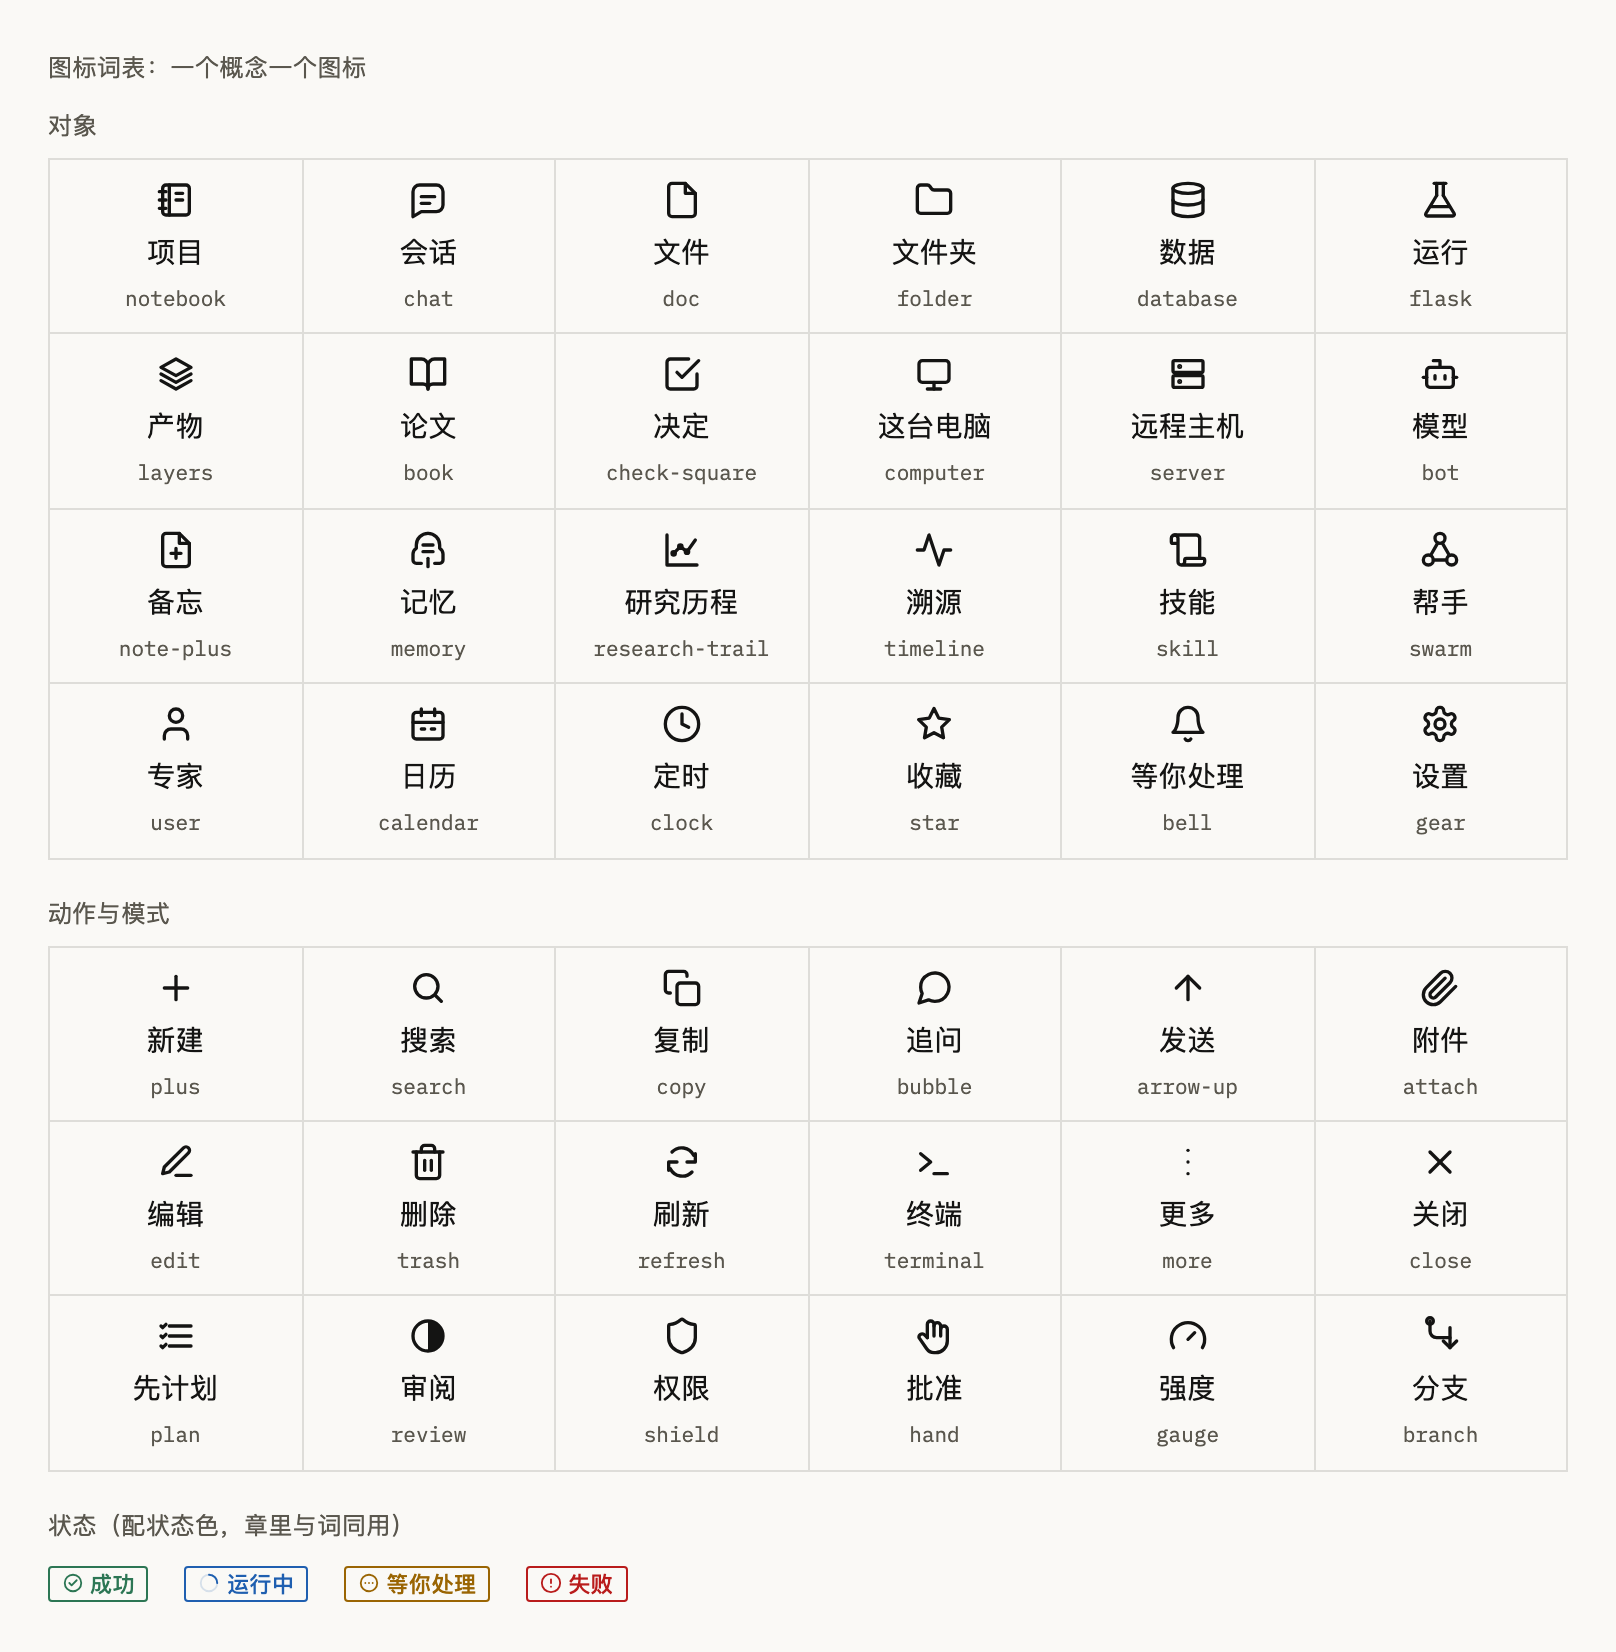 图标词表：一个概念一个图标
对象
项目 会话 文件 文件夹 数据 运行
notebook chat doc folder database flask
产物 论文 决定 这台电脑 远程主机 模型
layers book check-square computer server bot
备忘 记忆 研究历程 溯源 技能 帮手
note-plus memory research-trail timeline skill swarm
专家 日历 定时 收藏 等你处理 设置
user calendar clock star bell gear
动作与模式
新建 搜索 复制 追问 发送 附件
plus search copy bubble arrow-up attach
编辑 删除 刷新 终端 更多 关闭
edit trash refresh terminal more close
先计划 审阅 权限 批准 强度 分支
plan review shield hand gauge branch
状态（配状态色，章里与词同用）
成功 运行中 等你处理 失败